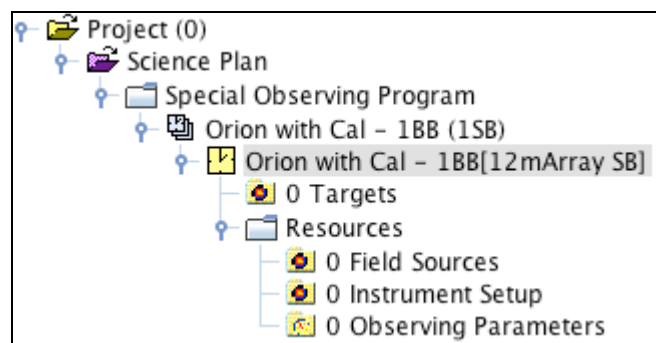 Project (0)
Science Plan
Special Observing Program
Orion with Cal – 1BB (1SB)
Orion with Cal – 1BB[12mArray SB]
0 Targets
Resources
0 Field Sources
0 Instrument Setup
0 Observing Parameters